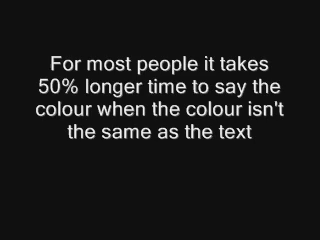 For most people it takes
50% longer time to say the
colour when the colour isn't
the same as the text